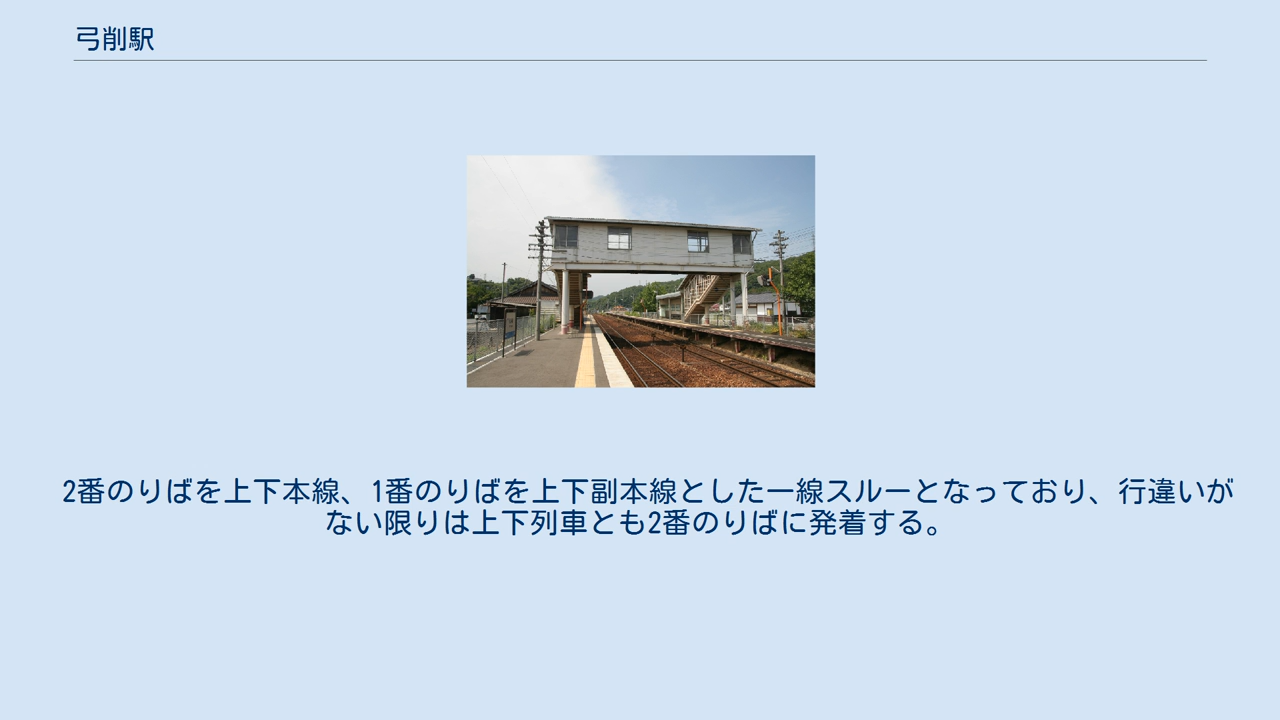 弓削駅
2番のりばを上下本線、1番のりばを上下副本線とした一線スルーとなっており、行違いが
ない限りは上下列車とも2番のりばに発着する。